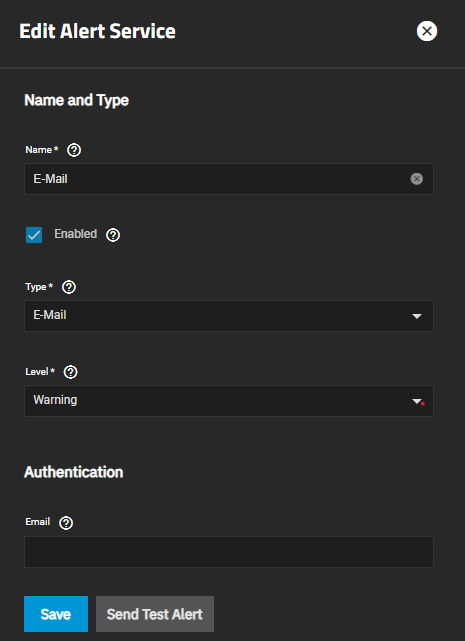 Edit Alert Service
Name and Type
Name *
E-Mail
Enabled
Type *
E-Mail
Level *
Warning
Authentication
Email
Save Send Test Alert